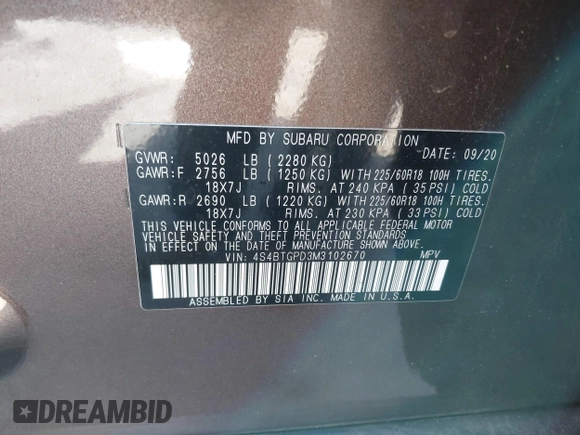 MFD BY SUBARU CORPORATION
GVWR: 5026 LB (2280 KG) DATE: 09/20
GAWR:F 2756 LB (1250 KG) WITH 225/60R18 100H TIRES.
18X7J RIMS. AT 240 KPA (35 PSI) COLD
GAWR:R 2690 LB (1220 KG) WITH 225/60R18 100H TIRES.
18X7J RIMS. AT 230 KPA (33 PSI) COLD
THIS VEHICLE CONFORMS TO ALL APPLICABLE FEDERAL MOTOR
VEHICLE SAFETY AND THEFT PREVENTION STANDARDS IN
EFFECT ON THE DATE OF MANUFACTURE SHOWN ABOVE.
VIN: 4S4BTGPD3M3102670 MPV
ASSEMBLED BY SIA INC. MADE IN U.S.A.
DREAMBID